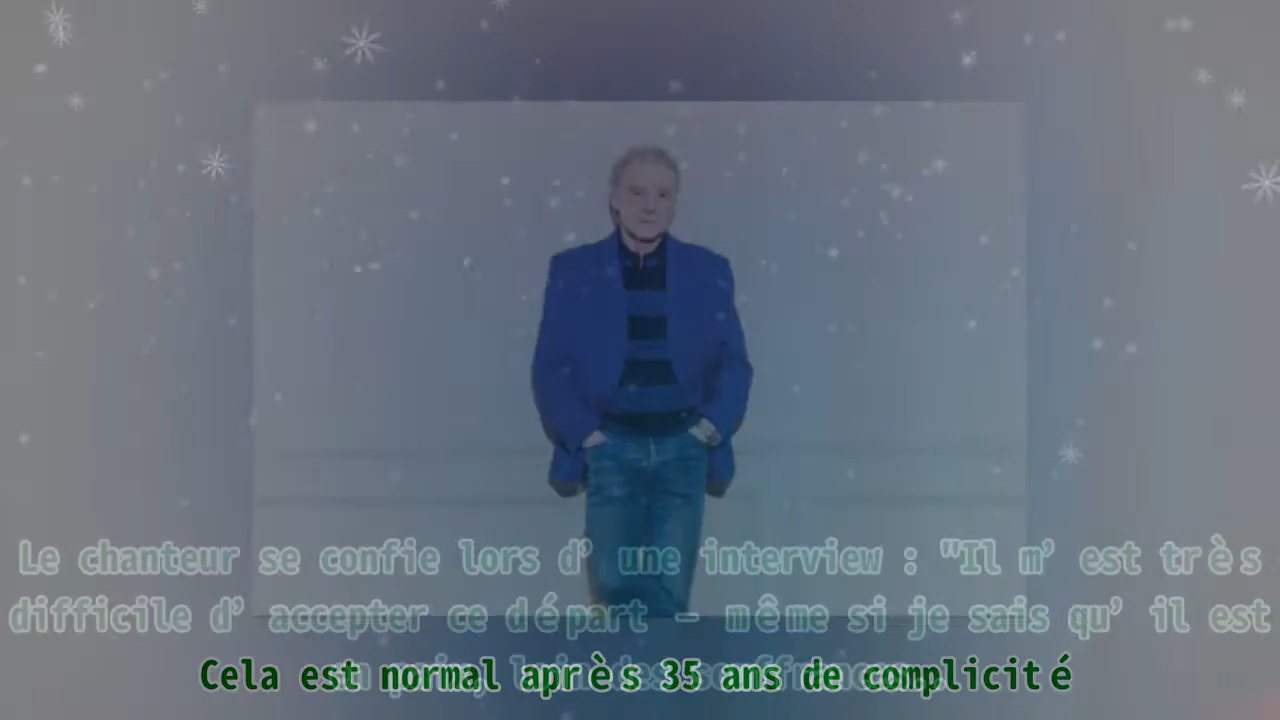 Le chanteur se confie lors d’ une interview : "Il m’ est très
difficile d’ accepter ce départ – même si je sais qu’ il est
Cela est normal après 35 ans de complicité